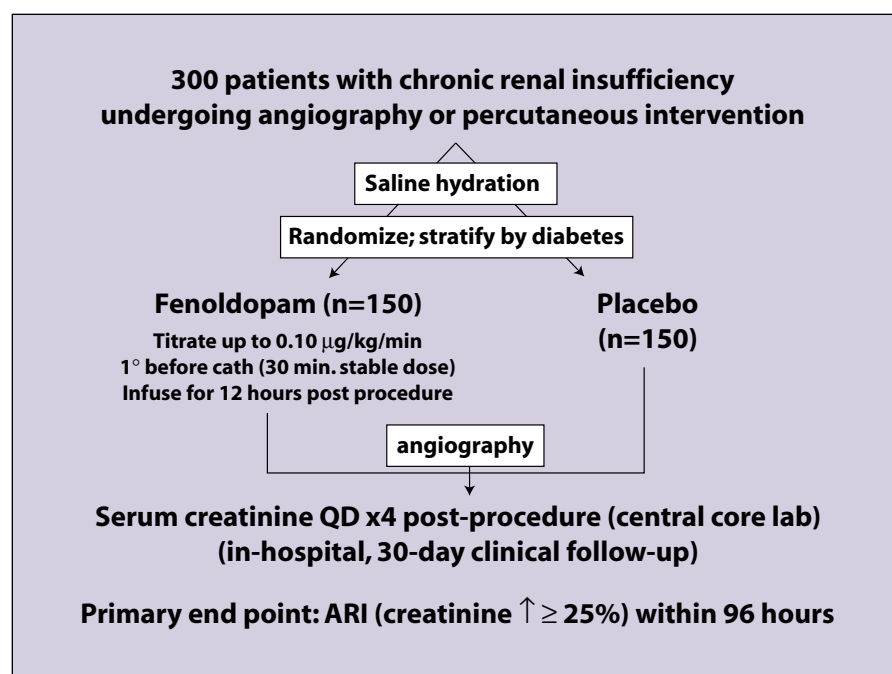 300 patients with chronic renal insufficiency
undergoing angiography or percutaneous intervention
Saline hydration
Randomize; stratify by diabetes
Fenoldopam (n=150)
Titrate up to 0.10 μg/kg/min
1° before cath (30 min. stable dose)
Infuse for 12 hours post procedure
Placebo
(n=150)
angiography
Serum creatinine QD x4 post-procedure (central core lab)
(in-hospital, 30-day clinical follow-up)
Primary end point: ARI (creatinine ↑ ≥ 25%) within 96 hours